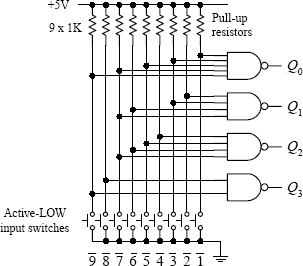 +5V
9 x 1K
Pull-up
resistors
Q0
Q1
Q2
Q3
Active-LOW
input switches
9̅ 8̅ 7̅ 6̅ 5̅ 4̅ 3̅ 2̅ 1̅